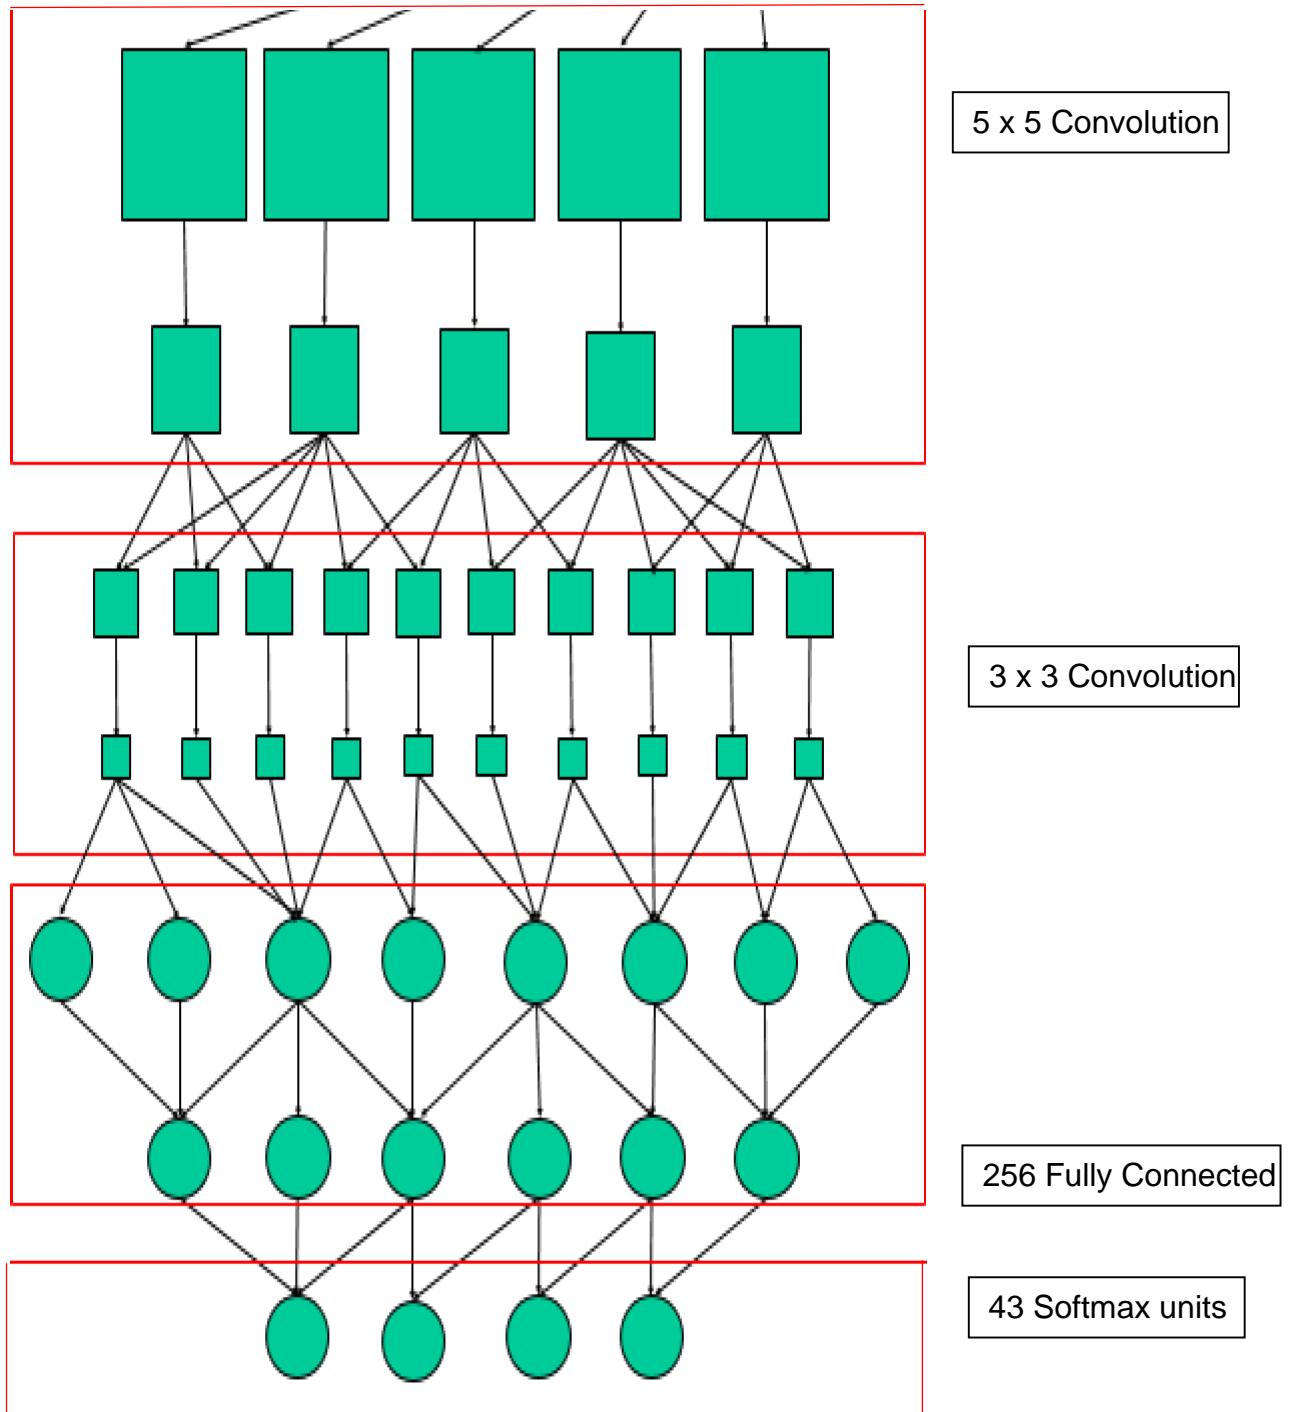 5 x 5 Convolution
3 x 3 Convolution
256 Fully Connected
43 Softmax units